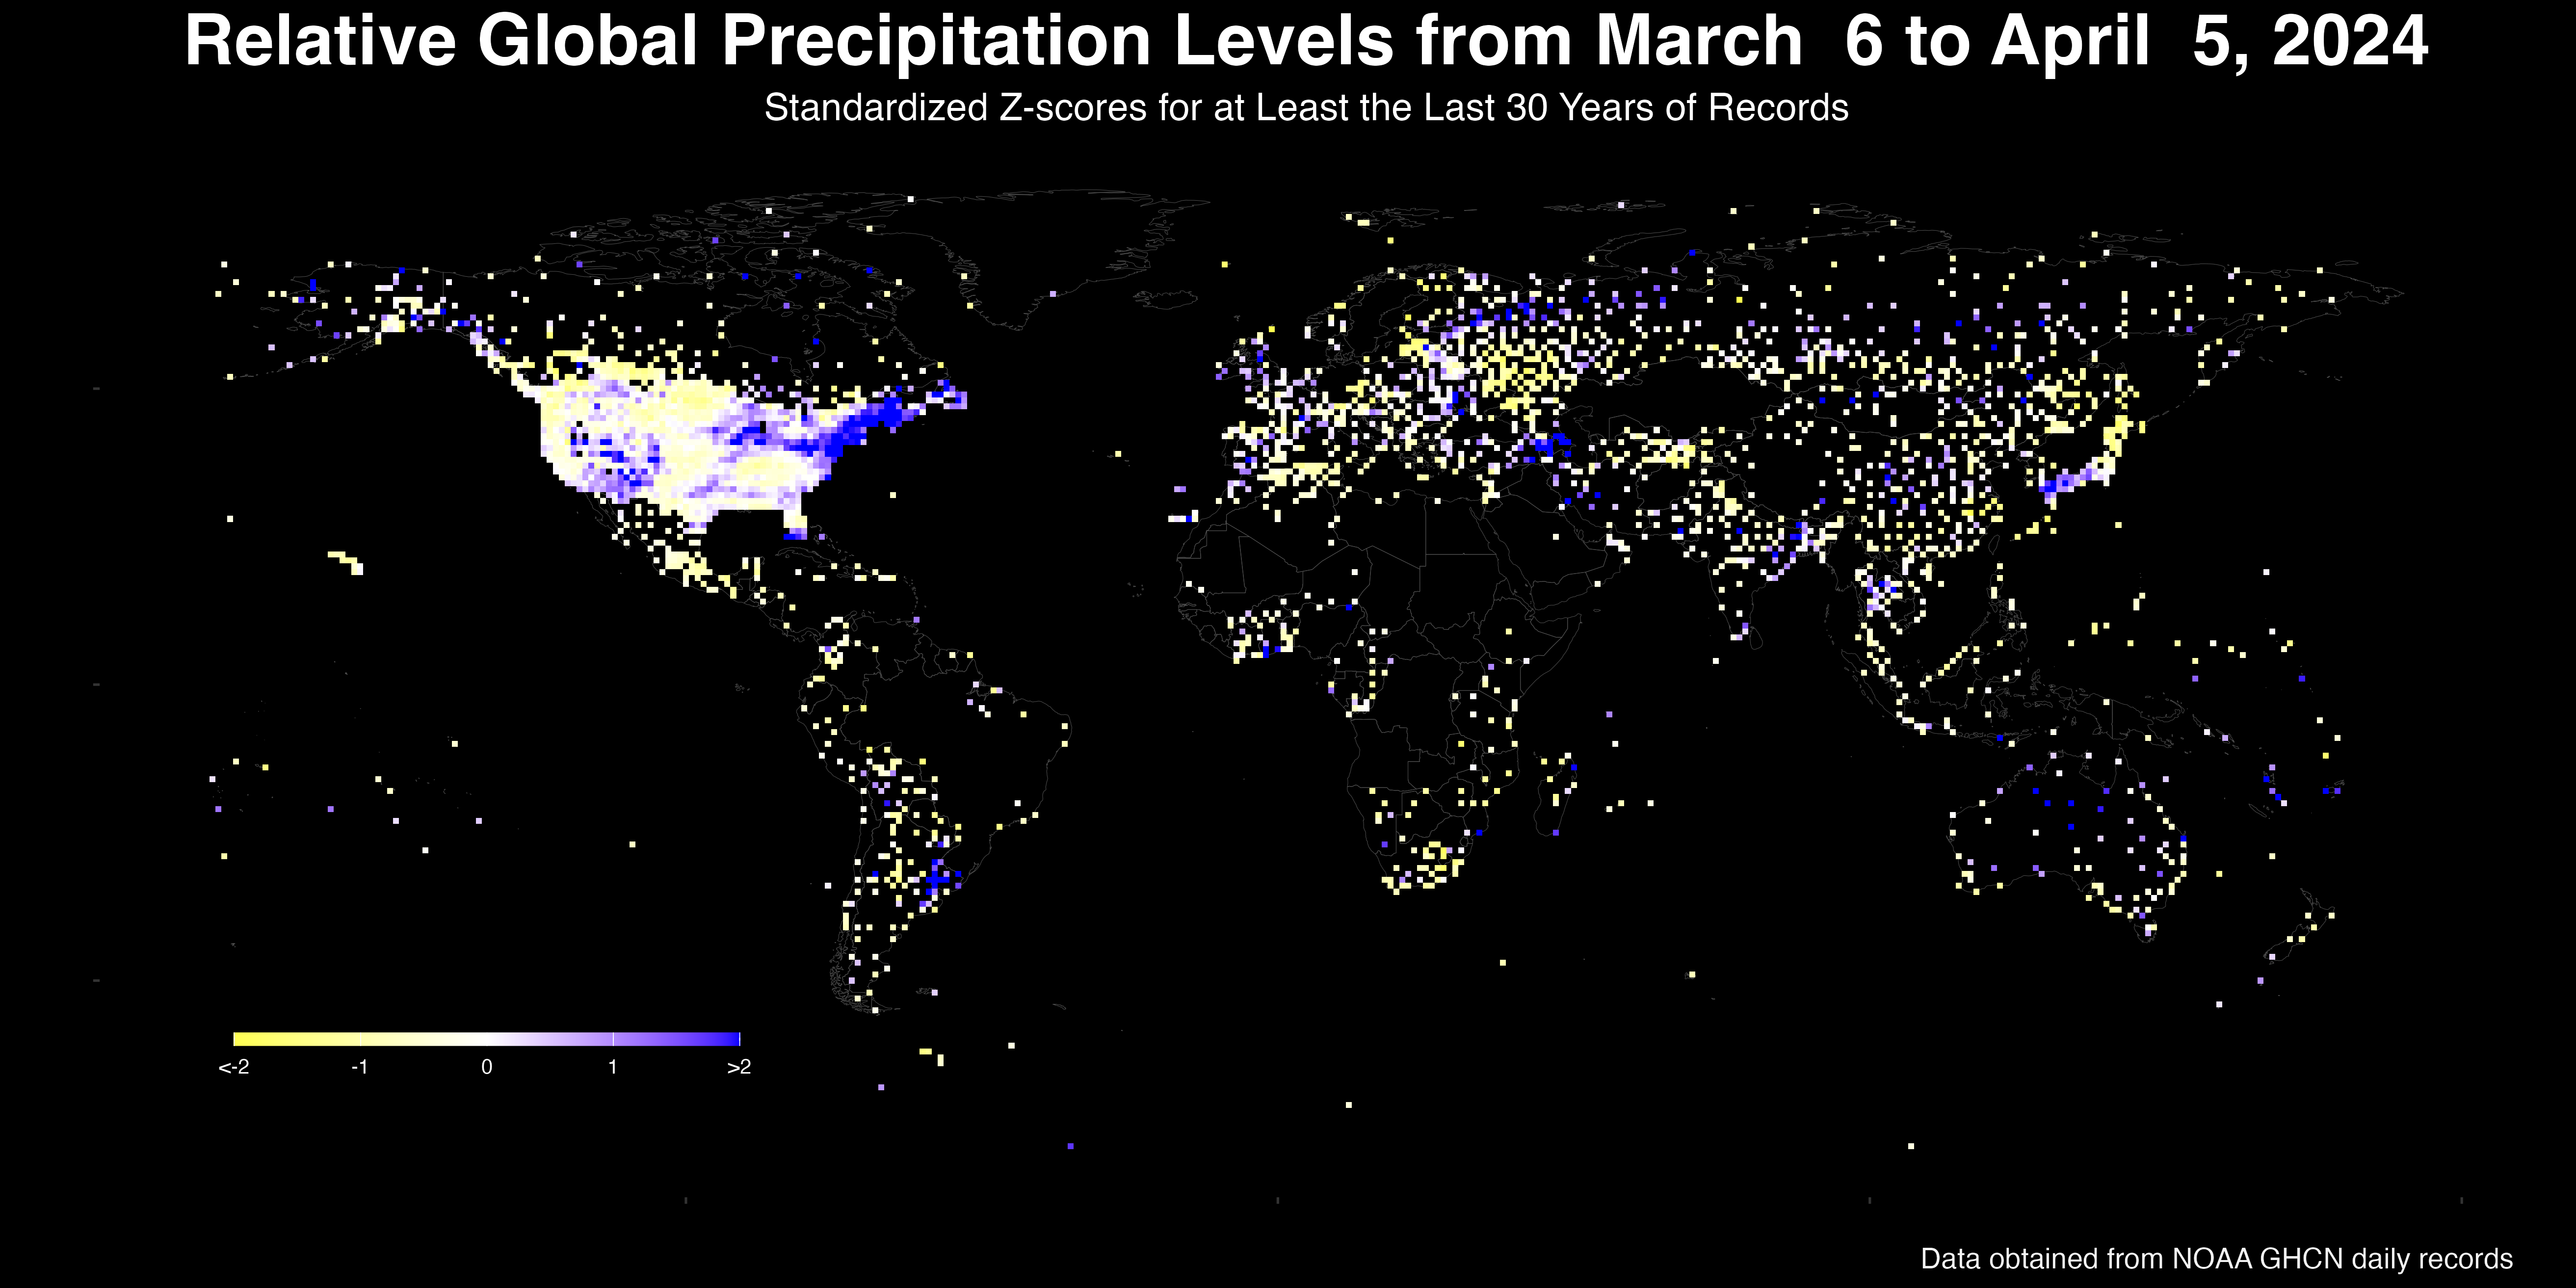 Relative Global Precipitation Levels from March  6 to April  5, 2024
Standardized Z-scores for at Least the Last 30 Years of Records
<-2 -1 0 1 >2
Data obtained from NOAA GHCN daily records